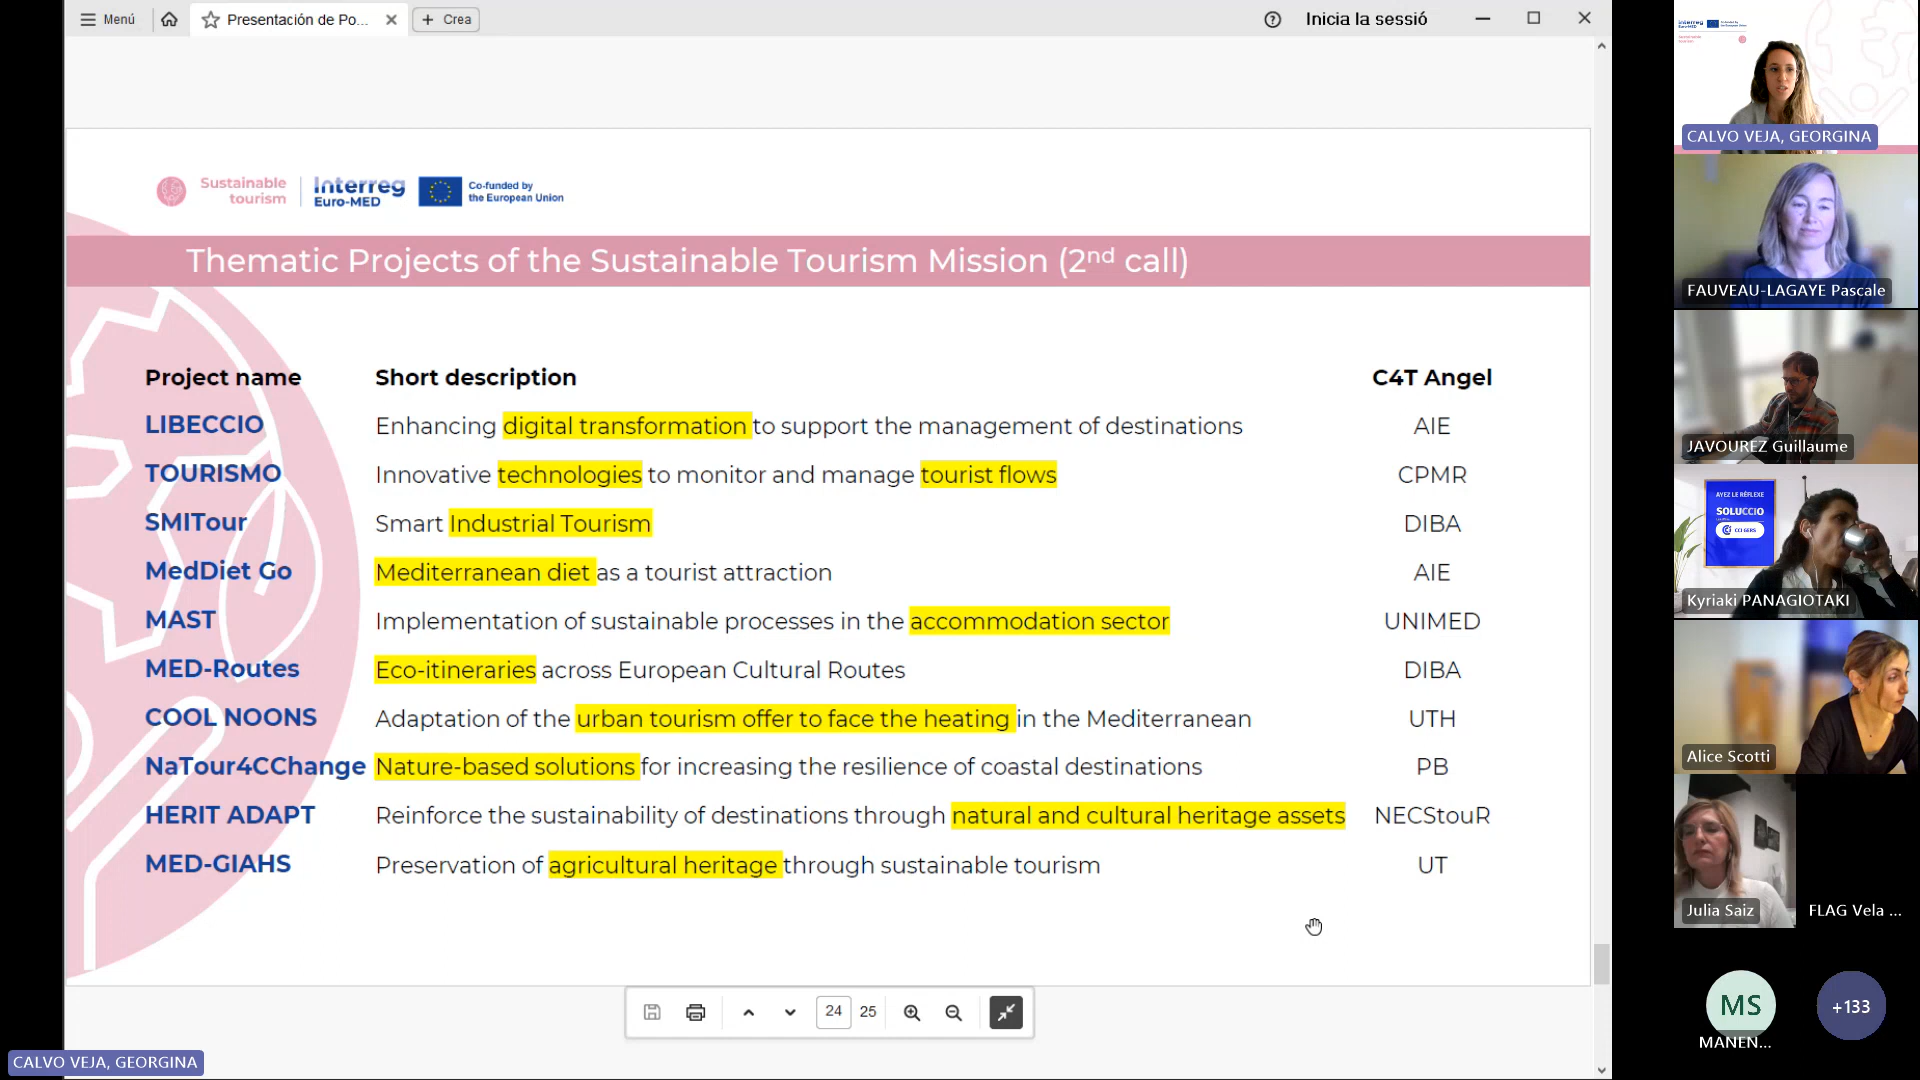 Menú
Presentación de Po...
Crea
Inicia la sessió
Sustainable
tourism
Interreg
Euro-MED
Co-funded by
the European Union
Thematic Projects of the Sustainable Tourism Mission (2nd call)
Project name Short description C4T Angel
LIBECCIO Enhancing digital transformation to support the management of destinations AIE
TOURISMO Innovative technologies to monitor and manage tourist flows CPMR
SMITour Smart Industrial Tourism DIBA
MedDiet Go Mediterranean diet as a tourist attraction AIE
MAST Implementation of sustainable processes in the accommodation sector UNIMED
MED-Routes Eco-itineraries across European Cultural Routes DIBA
COOL NOONS Adaptation of the urban tourism offer to face the heating in the Mediterranean UTH
NaTour4CChange Nature-based solutions for increasing the resilience of coastal destinations PB
HERIT ADAPT Reinforce the sustainability of destinations through natural and cultural heritage assets NECStouR
MED-GIAHS Preservation of agricultural heritage through sustainable tourism UT
24 25
CALVO VEJA, GEORGINA
Interreg
CALVO VEJA, GEORGINA
FAUVEAU-LAGAYE Pascale
JAVOUREZ Guillaume
AYEZ LE RÉFLEXE
SOLUCCIO
CCI GERS
Kyriaki PANAGIOTAKI
Alice Scotti
Julia Saiz
FLAG Vela ...
MS
MANEN...
+133